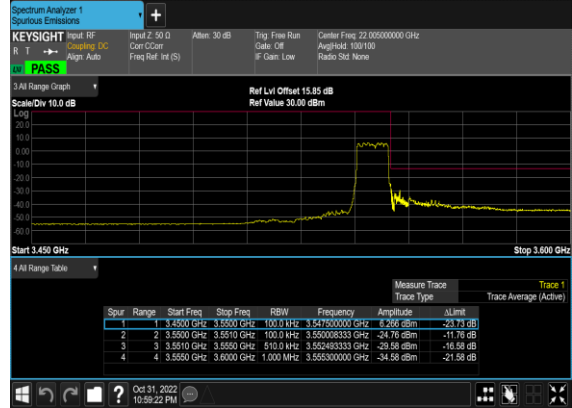 Spectrum Analyzer 1
Spurious Emissions
+
KEYSIGHT Input: RF Input Z: 50 Ω Atten: 30 dB Trig: Free Run Center Freq: 22.005000000 GHz
R T Coupling: DC Corr CCorr Gate: Off Avg|Hold: 100/100
Align: Auto Freq Ref: Int (S) IF Gain: Low Radio Std: None
PASS
3 All Range Graph
Ref Lvl Offset 15.85 dB
Scale/Div 10.0 dB Ref Value 30.00 dBm
Log
20.0
10.0
0.00
-10.0
-20.0
-30.0
-40.0
-50.0
-60.0
Start 3.450 GHz Stop 3.600 GHz
4 All Range Table
Measure Trace Trace 1
Trace Type Trace Average (Active)
Spur Range Start Freq Stop Freq RBW Frequency Amplitude ΔLimit
1 1 3.4500 GHz 3.5500 GHz 100.0 kHz 3.547500000 GHz 6.266 dBm -23.73 dB
2 2 3.5500 GHz 3.5510 GHz 100.0 kHz 3.550008333 GHz -24.76 dBm -11.76 dB
3 3 3.5510 GHz 3.5550 GHz 510.0 kHz 3.552493333 GHz -29.58 dBm -16.58 dB
4 4 3.5550 GHz 3.6000 GHz 1.000 MHz 3.555300000 GHz -34.58 dBm -21.58 dB
? Oct 31, 2022
10:59:22 PM